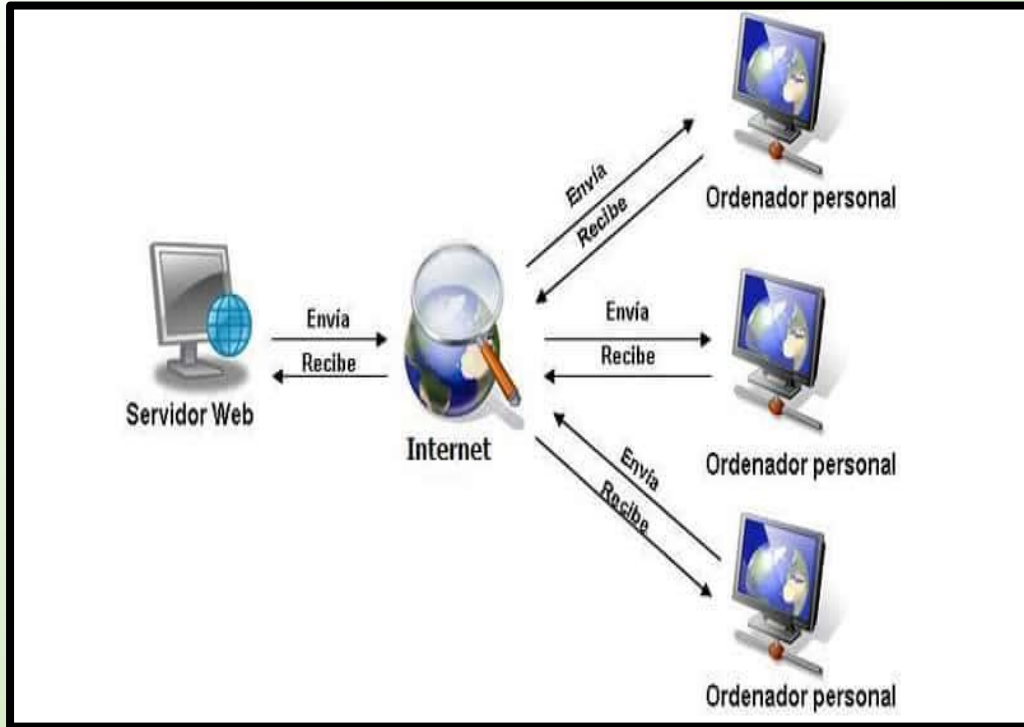 Envía
Recibe
Ordenador personal
Envía
Recibe
Servidor Web
Internet
Envía
Recibe
Ordenador personal
Envía
Recibe
Ordenador personal